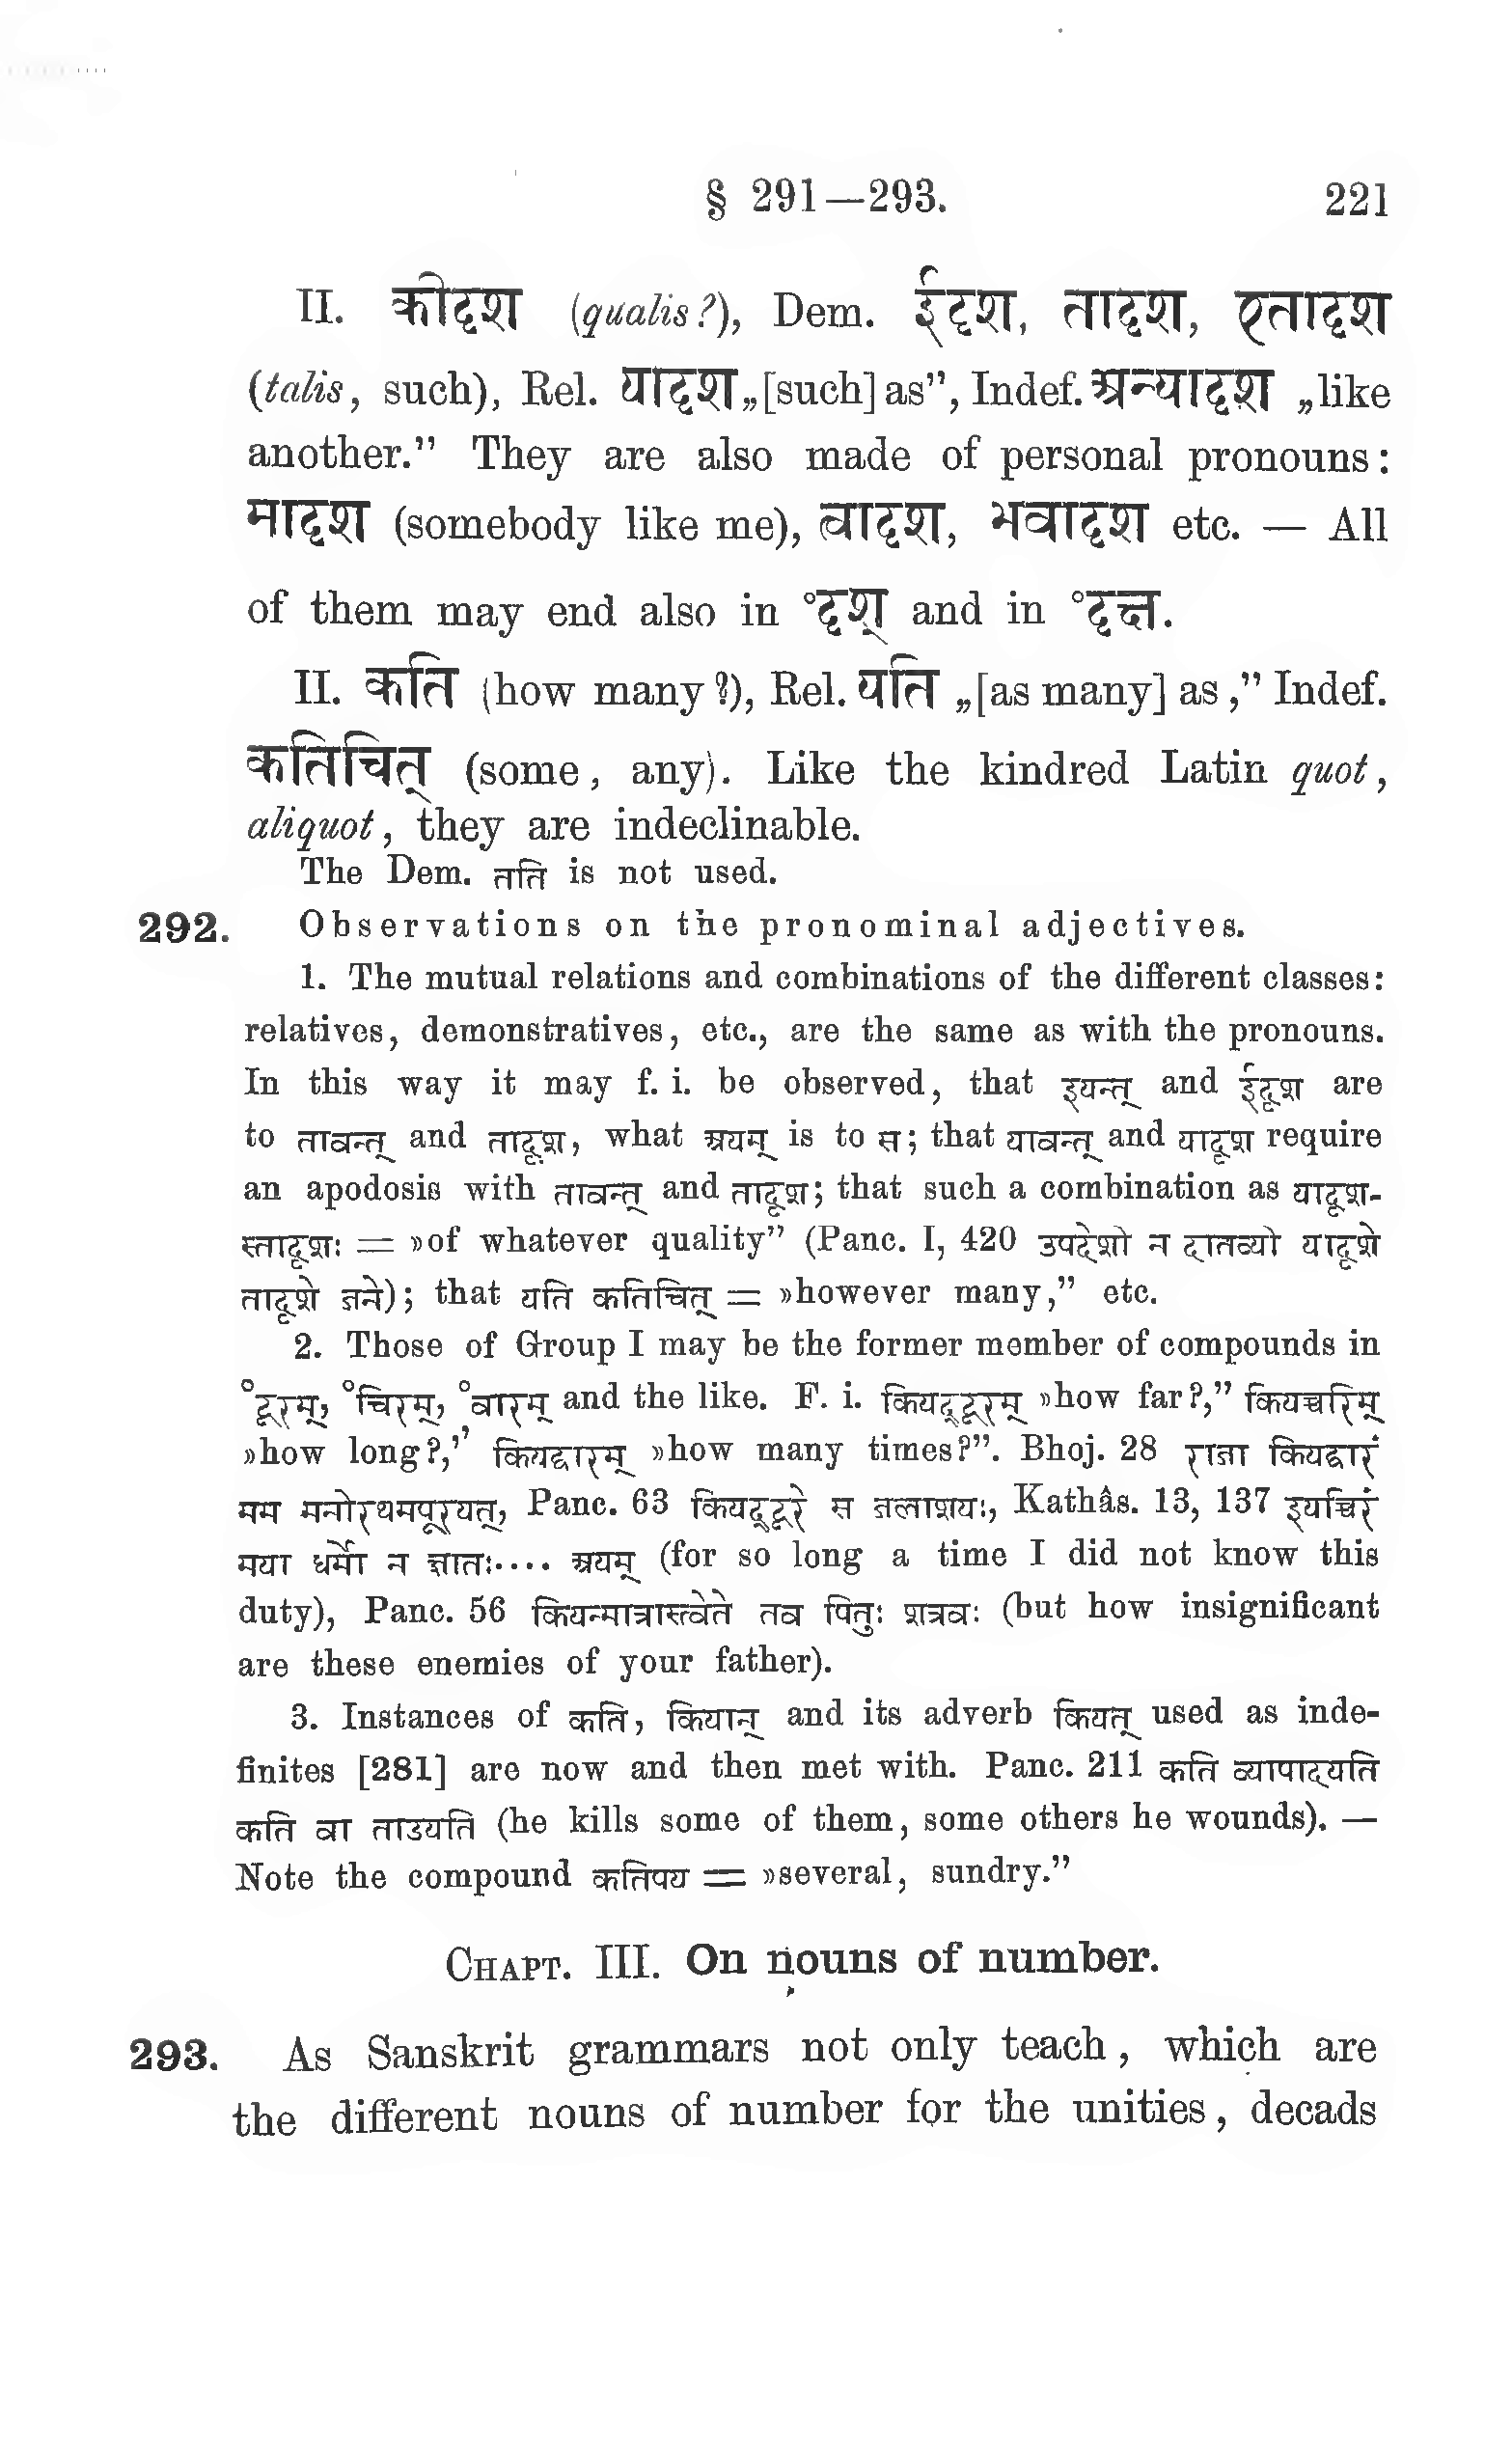 § 291—293. 221
II. कीदृश (qualis?), Dem. ईदृश, तादृश, एतादृश
(talis, such), Rel. यादृश „[such] as”, Indef. अन्यादृश „like
another.” They are also made of personal pronouns:
मादृश (somebody like me), त्वादृश, भवादृश etc. — All
of them may end also in °दृश् and in °दृक्ष.
II. कति (how many?), Rel. यति „[as many] as,” Indef.
कतिचित् (some, any). Like the kindred Latin quot,
aliquot, they are indeclinable.
The Dem. तति is not used.
292. Observations on the pronominal adjectives.
1. The mutual relations and combinations of the different classes:
relatives, demonstratives, etc., are the same as with the pronouns.
In this way it may f. i. be observed, that इयन्त् and ईदृश are
to तावन्त् and तादृश, what अयम् is to स; that यावन्त् and यादृश require
an apodosis with तावन्त् and तादृश; that such a combination as यादृश-
स्तादृशः = »of whatever quality” (Panc. I, 420 उपदेशो न दातव्यो यादृशे
तादृशे जने); that यति कतिचित् = »however many,” etc.
2. Those of Group I may be the former member of compounds in
°दूरम्, °चिरम्, °वारम् and the like. F. i. कियद्दूरम् »how far?,” कियच्चरिम्
»how long?,” कियद्वारम् »how many times?”. Bhoj. 28 राज्ञा कियद्वारं
मम मनोरथमपूरयत्, Panc. 63 कियद्दूरे स जलाशयः, Kathâs. 13, 137 इयच्चिरं
मया धर्मो न ज्ञातः.... अयम् (for so long a time I did not know this
duty), Panc. 56 कियन्मात्रास्त्वेते तव पितुः शत्रवः (but how insignificant
are these enemies of your father).
3. Instances of कति, कियान् and its adverb कियत् used as inde-
finites [281] are now and then met with. Panc. 211 कति व्यापादयति
कति वा ताडयति (he kills some of them, some others he wounds). —
Note the compound कतिपय = »several, sundry.”
CHAPT. III. On nouns of number.
293. As Sanskrit grammars not only teach, which are
the different nouns of number for the unities, decads